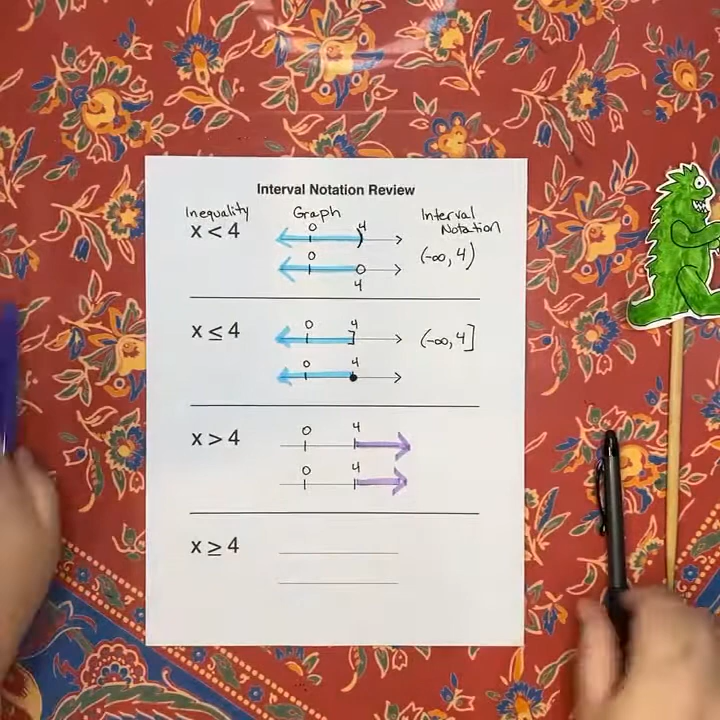 Interval Notation Review
Inequality Graph Interval Notation
x < 4
0 4 )
0
4
(-∞, 4)
x ≤ 4
0 4 ]
0 4
(-∞, 4]
x > 4
0 4
0 4
x ≥ 4